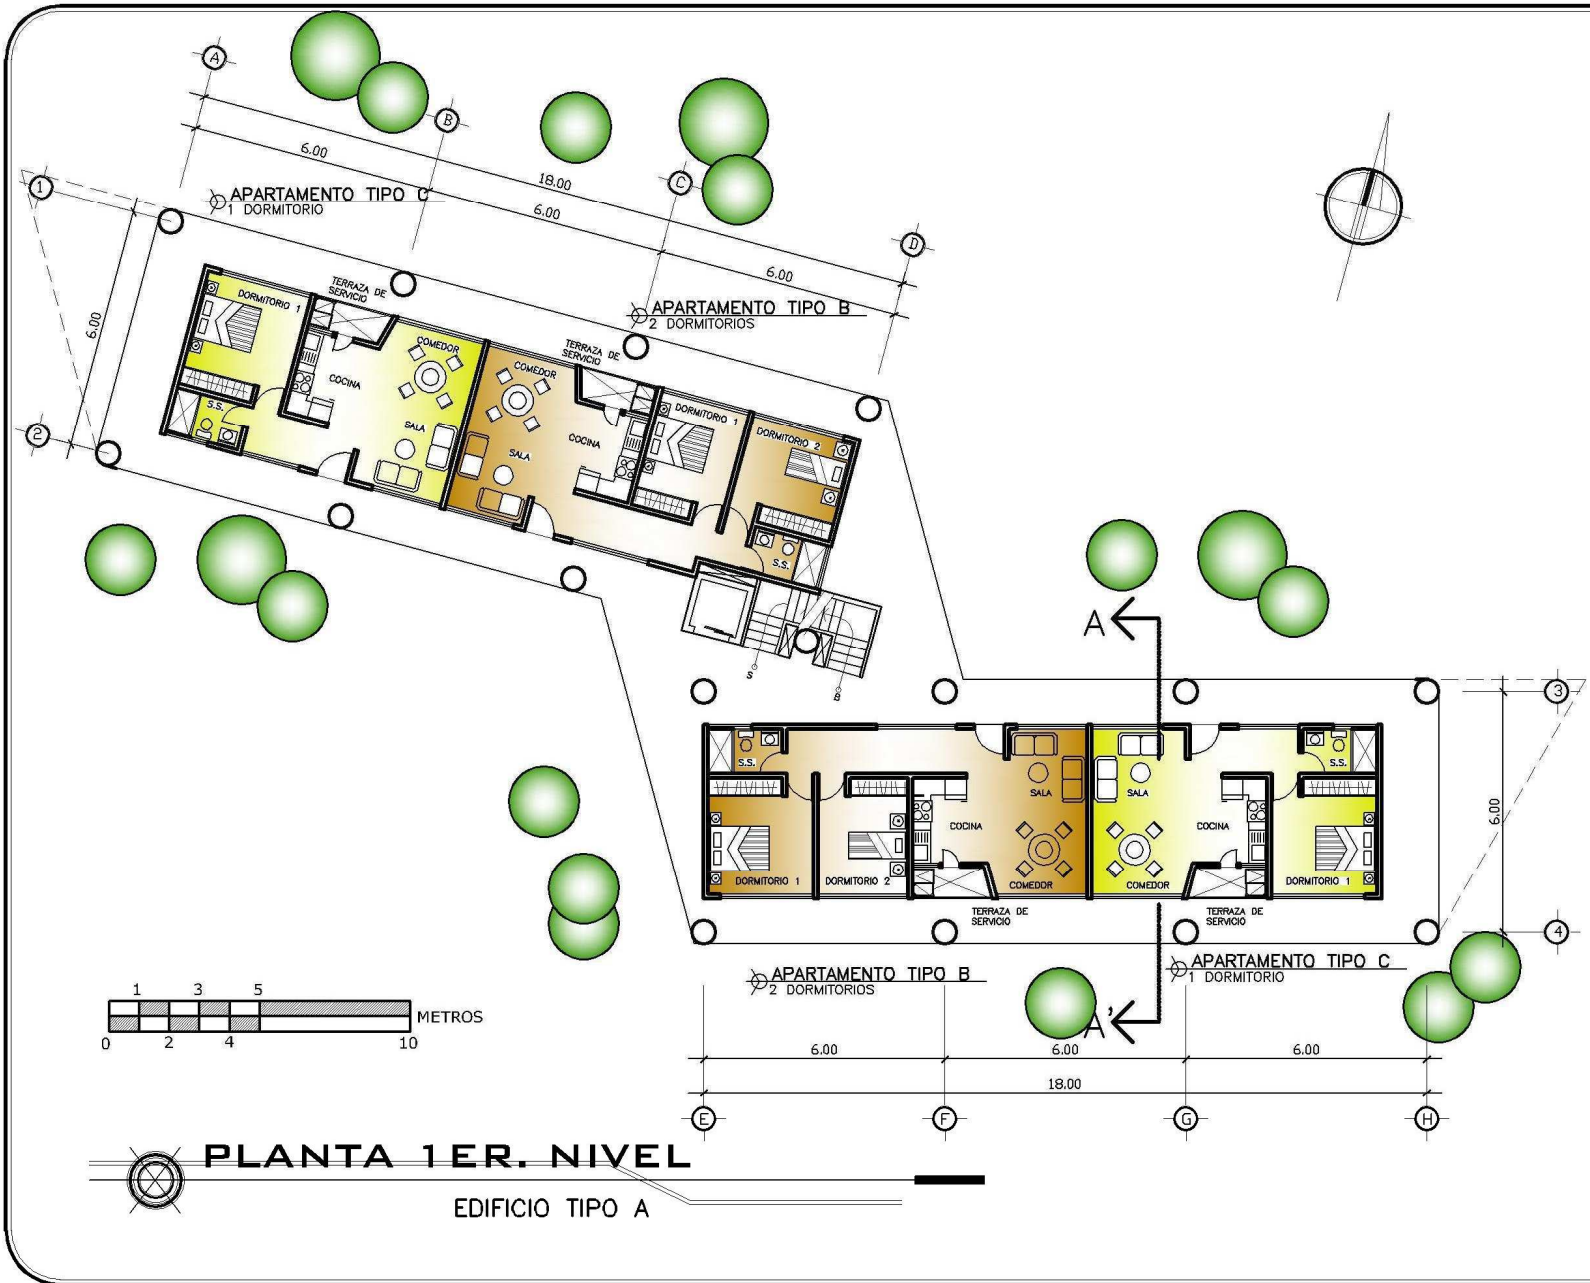 A
B
C
D
1
2
6.00
18.00
6.00
6.00
6.00
APARTAMENTO TIPO C
1 DORMITORIO
APARTAMENTO TIPO B
2 DORMITORIOS
DORMITORIO 1
TERRAZA DE
SERVICIO
COMEDOR
COCINA
S.S.
SALA
COMEDOR
TERRAZA DE
SERVICIO
COCINA
SALA
DORMITORIO 1
DORMITORIO 2
S.S.
S
B
A
3
4
6.00
S.S.
SALA
COCINA
DORMITORIO 1
DORMITORIO 2
COMEDOR
TERRAZA DE
SERVICIO
SALA
COCINA
S.S.
COMEDOR
DORMITORIO 1
TERRAZA DE
SERVICIO
APARTAMENTO TIPO B
2 DORMITORIOS
APARTAMENTO TIPO C
1 DORMITORIO
A'
6.00
6.00
6.00
18.00
E
F
G
H
1 3 5
METROS
0 2 4 10
PLANTA 1ER. NIVEL
EDIFICIO TIPO A